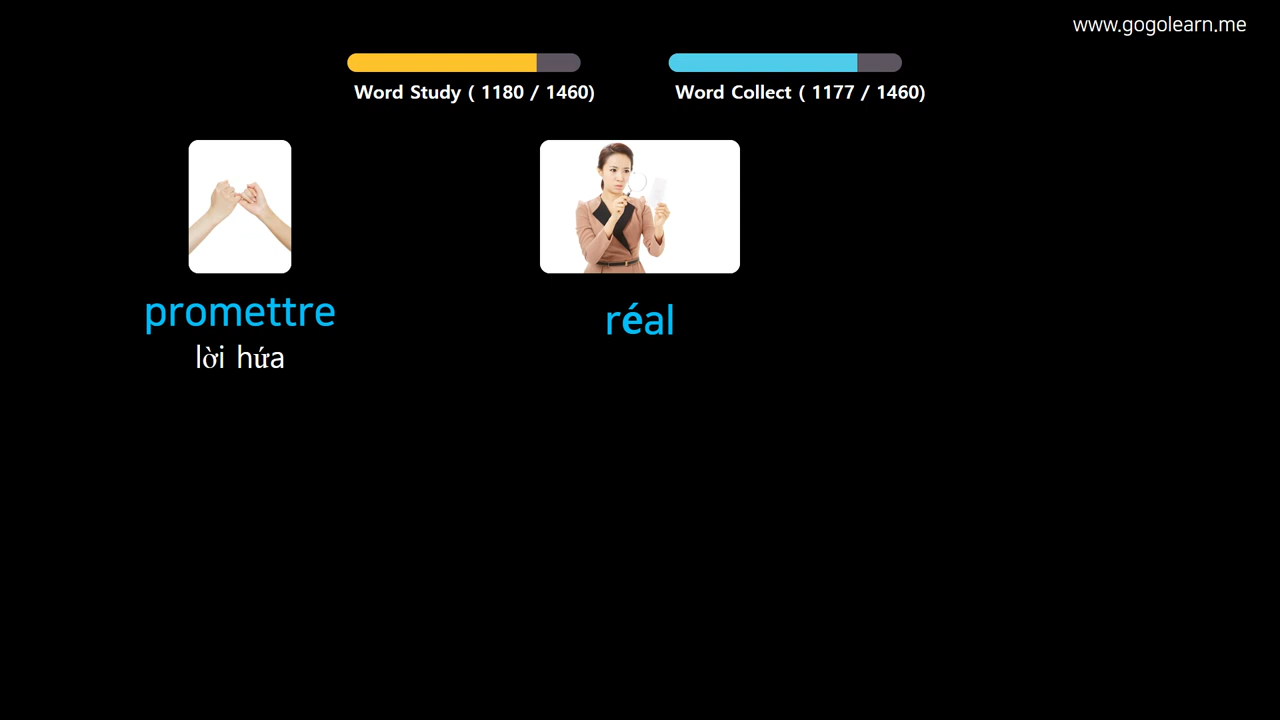 www.gogolearn.me
Word Study ( 1180 / 1460)
Word Collect ( 1177 / 1460)
promettre
lời hứa
réal